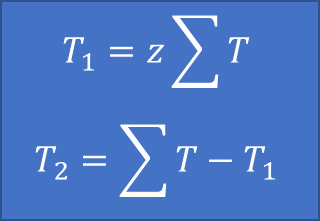 T₁ = z ∑ T
T₂ = ∑ T − T₁